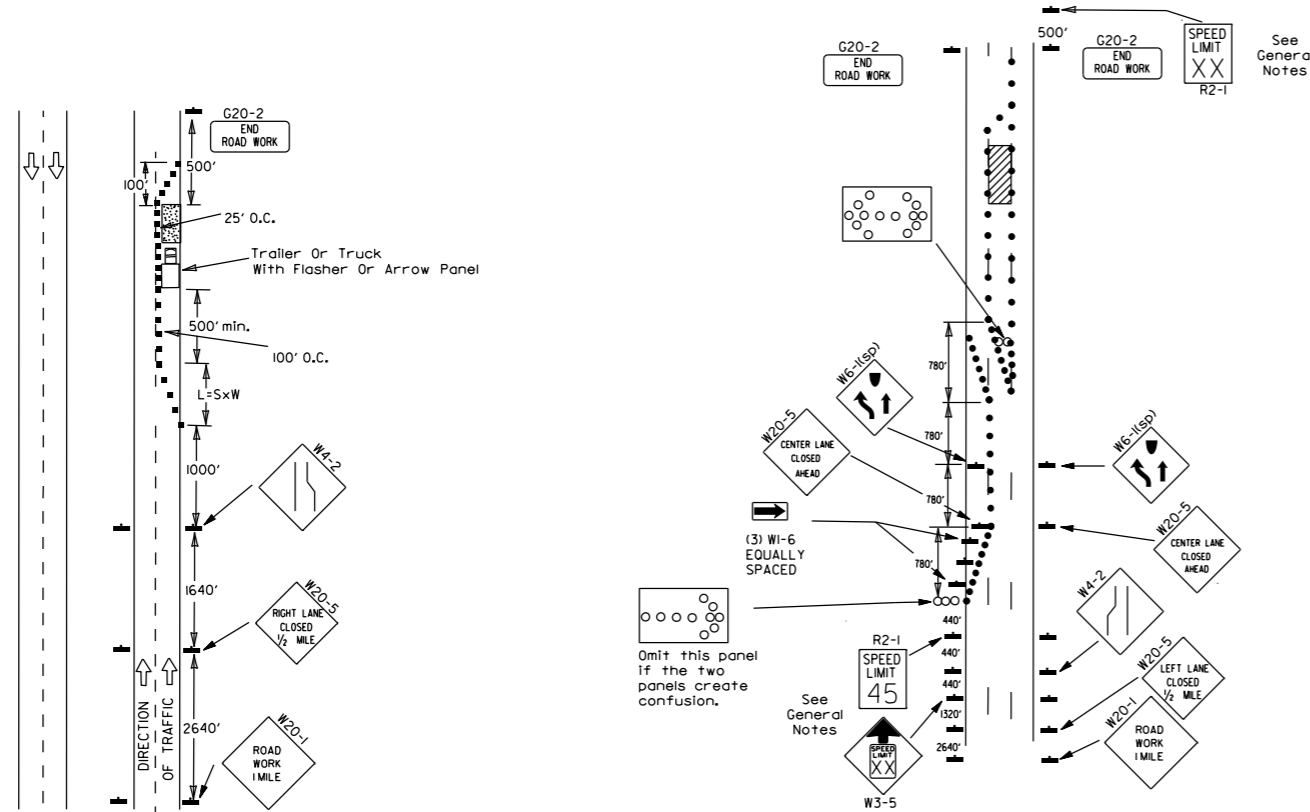 G20-2
END
ROAD WORK
500'
100'
25' O.C.
Trailer Or Truck
With Flasher Or Arrow Panel
500' min.
100' O.C.
L=SxW
1000'
W4-2
1640'
W20-5
RIGHT LANE
CLOSED
½ MILE
2640'
DIRECTION
OF TRAFFIC
W20-1
ROAD
WORK
1 MILE
500'
G20-2
END
ROAD WORK
G20-2
END
ROAD WORK
SPEED
LIMIT
XX
R2-1
See
General
Notes
780'
W6-1(sp)
780'
W20-5
CENTER LANE
CLOSED
AHEAD
780'
W6-1(sp)
(3) W1-6
EQUALLY
SPACED
780'
W20-5
CENTER LANE
CLOSED
AHEAD
Omit this panel
if the two
panels create
confusion.
440'
R2-1
SPEED
LIMIT
45
440'
W4-2
440'
See
General
Notes
1320'
W20-5
LEFT LANE
CLOSED
½ MILE
2640'
SPEED
LIMIT
XX
W3-5
W20-1
ROAD
WORK
1 MILE